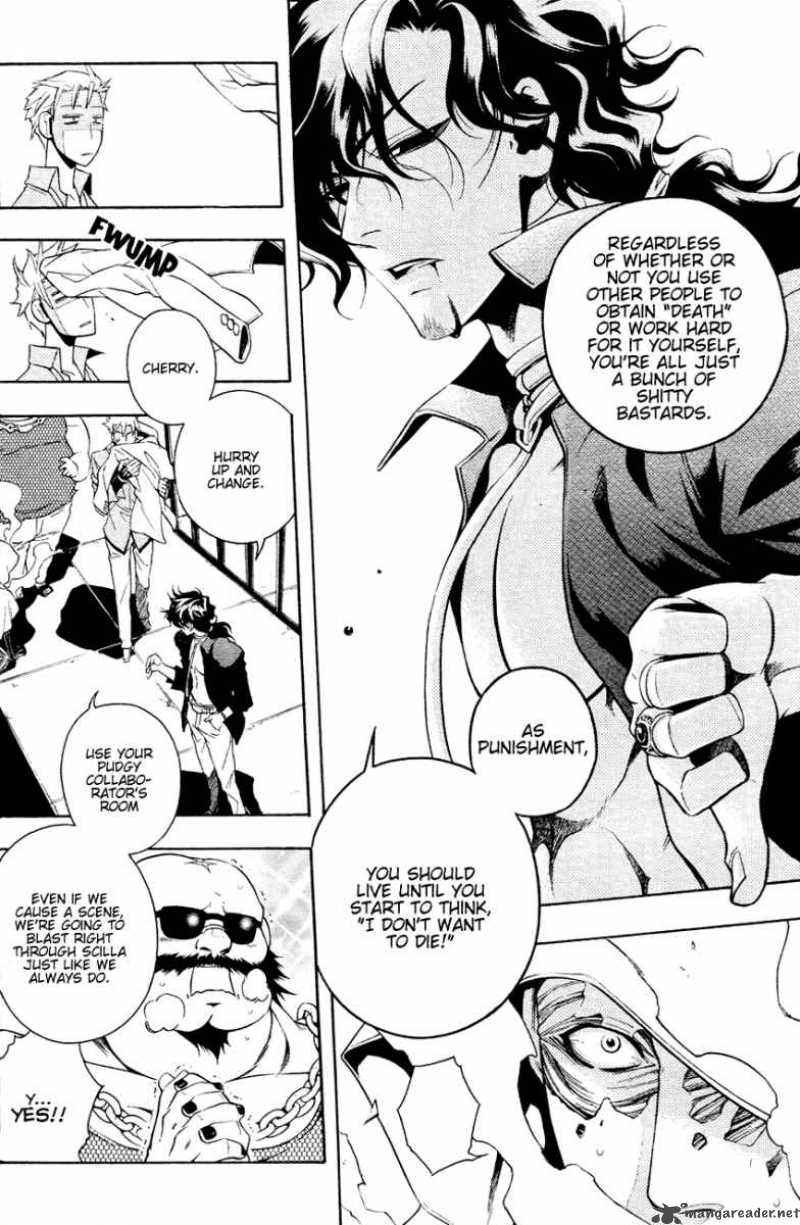 REGARDLESS
OF WHETHER OR
NOT YOU USE
OTHER PEOPLE TO
OBTAIN "DEATH"
OR WORK HARD
FOR IT YOURSELF,
YOU'RE ALL JUST
A BUNCH OF
SHITTY
BASTARDS.
AS
PUNISHMENT,
YOU SHOULD
LIVE UNTIL YOU
START TO THINK,
"I DON'T WANT
TO DIE!"
FWUMP
CHERRY.
HURRY
UP AND
CHANGE.
USE YOUR
PUDGY
COLLABO-
RATOR'S
ROOM
EVEN IF WE
CAUSE A SCENE,
WE'RE GOING TO
BLAST RIGHT
THROUGH SCILLA
JUST LIKE WE
ALWAYS DO.
Y...
YES!!
mangareader.net